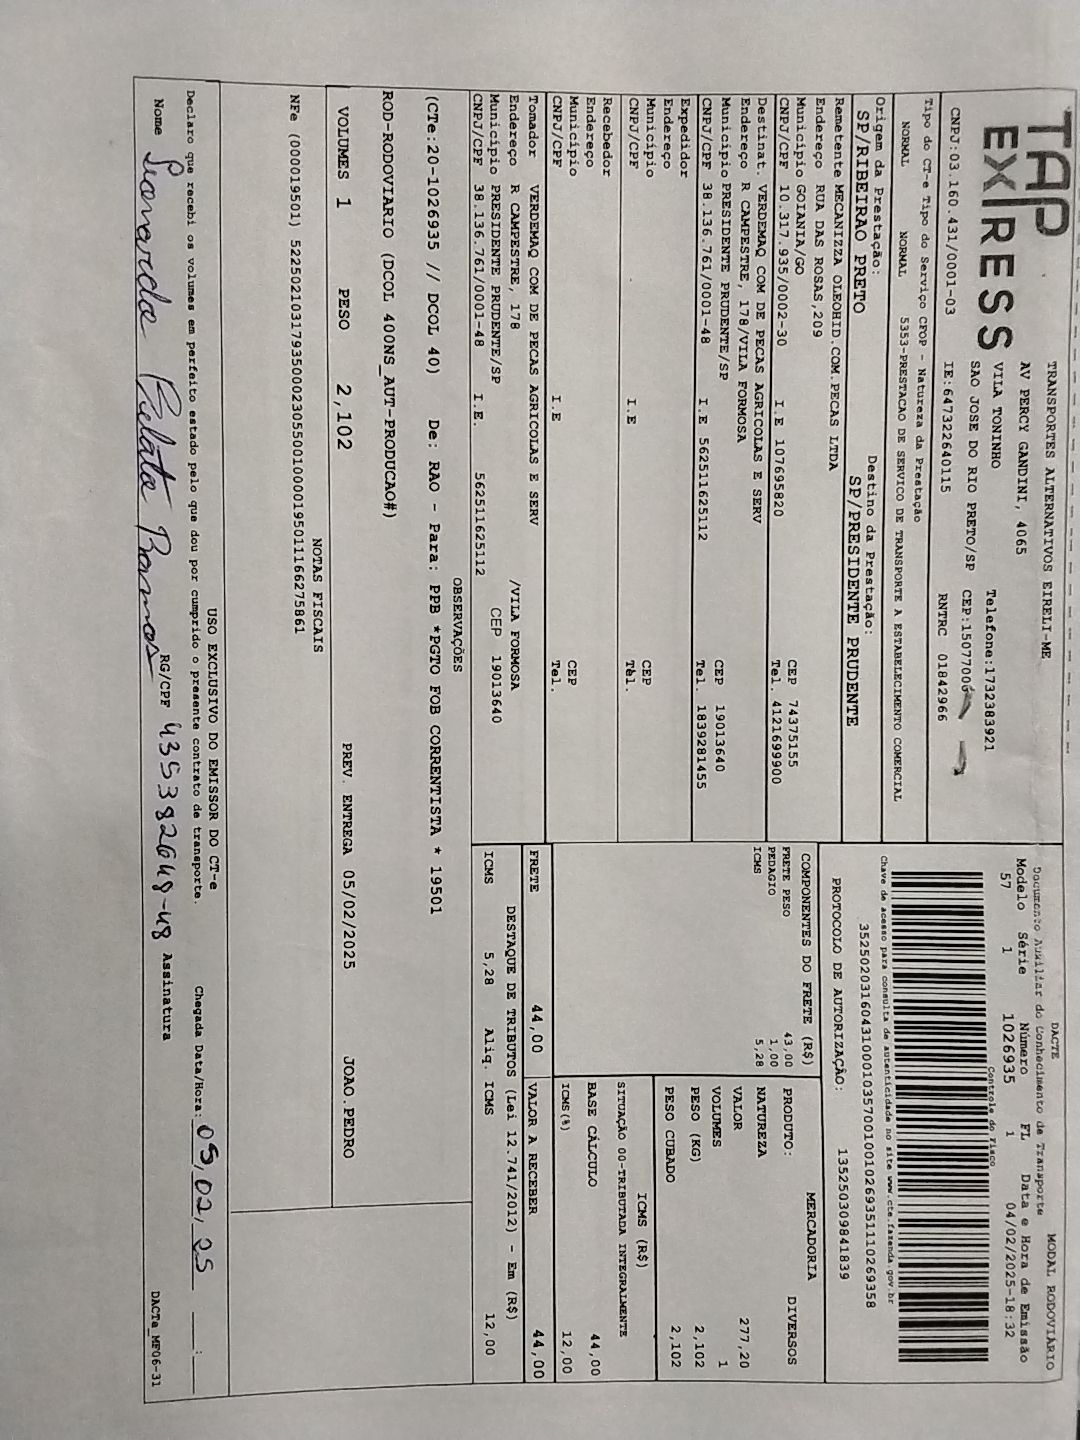 TAP EXPRESS
TRANSPORTES ALTERNATIVOS EIRELI-ME
AV PERCY GANDINI, 4065
VILA TONINHO Telefone:1732383921
SAO JOSE DO RIO PRETO/SP CEP:15077000
CNPJ:03.160.431/0001-03 IE:647322640115 RNTRC 01842966
DACTE MODAL RODOVIÁRIO
Documento Auxiliar do Conhecimento de Transporte
Modelo Série Número FL Data e Hora de Emissão
57 1 1026935 1 04/02/2025-18:32
Controle do Fisco
Chave de acesso para consulta de autenticidade no site www.cte.fazenda.gov.br
35250203160431000103570010010269351110269358
PROTOCOLO DE AUTORIZAÇÃO: 135250309841839
Tipo do CT-e Tipo do Serviço CFOP - Natureza da Prestação
NORMAL NORMAL 5353-PRESTACAO DE SERVICO DE TRANSPORTE A ESTABELECIMENTO COMERCIAL
Origem da Prestação: Destino da Prestação:
SP/RIBEIRAO PRETO SP/PRESIDENTE PRUDENTE
Remetente MECANIZZA OLEOHID.COM.PECAS LTDA
Endereço RUA DAS ROSAS,209
Município GOIANIA/GO CEP 74375155
CNPJ/CPF 10.317.935/0002-30 I.E 107695820 Tel. 4121699900
Destinat. VERDEMAQ COM DE PECAS AGRICOLAS E SERV
Endereço R CAMPESTRE, 178/VILA FORMOSA
Município PRESIDENTE PRUDENTE/SP CEP 19013640
CNPJ/CPF 38.136.761/0001-48 I.E 562511625112 Tel. 1839281455
Expedidor
Endereço
Município CEP
CNPJ/CPF I.E Tel.
Recebedor
Endereço
Município CEP
CNPJ/CPF I.E Tel.
Tomador VERDEMAQ COM DE PECAS AGRICOLAS E SERV
Endereço R CAMPESTRE, 178 /VILA FORMOSA
Município PRESIDENTE PRUDENTE/SP CEP 19013640
CNPJ/CPF 38.136.761/0001-48 I.E. 562511625112
COMPONENTES DO FRETE (R$)
FRETE PESO 43,00
PEDAGIO 1,00
ICMS 5,28
MERCADORIA
PRODUTO: DIVERSOS
NATUREZA
VALOR 277,20
VOLUMES 1
PESO (KG) 2,102
PESO CUBADO 2,102
ICMS (R$)
SITUAÇÃO 00-TRIBUTADA INTEGRALMENTE
BASE CÁLCULO 44,00
ICMS(%) 12,00
FRETE 44,00 VALOR A RECEBER 44,00
DESTAQUE DE TRIBUTOS (Lei 12.741/2012) - Em (R$)
ICMS 5,28 Aliq. ICMS 12,00
OBSERVAÇÕES
(CTe:20-1026935 // DCOL 40) De: RAO - Para: PPB *PGTO FOB CORRENTISTA * 19501
ROD-RODOVIARIO (DCOL 400NS_AUT-PRODUCAO#)
VOLUMES 1 PESO 2,102 PREV. ENTREGA 05/02/2025 JOAO.PEDRO
NOTAS FISCAIS
NFe (000019501) 52250210317935000230550010000195011166275861
USO EXCLUSIVO DO EMISSOR DO CT-e
Declaro que recebi os volumes em perfeito estado pelo que dou por cumprido o presente contrato de transporte. Chegada Data/Hora: 05/02/25 __:__
Nome Ramos RG/CPF 435382648-48 Assinatura
DACTe_MF06-31